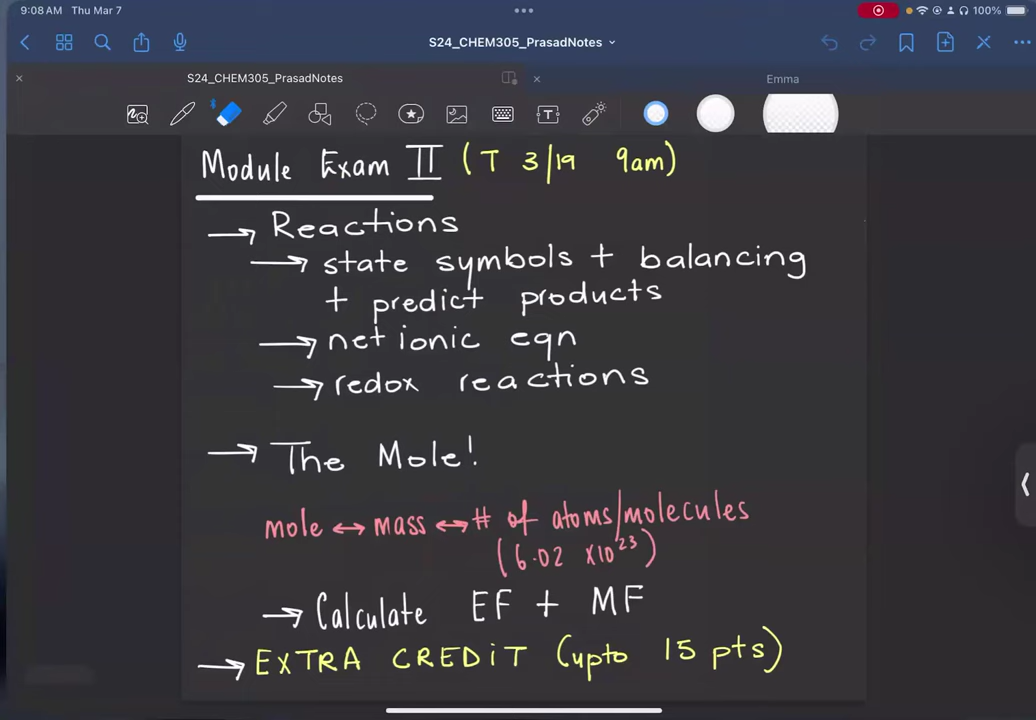 9:08 AM Thu Mar 7
100%
S24_CHEM305_PrasadNotes
S24_CHEM305_PrasadNotes
Emma
Module Exam II (T 3/19 9am)
→ Reactions
→ state symbols + balancing
+ predict products
→ net ionic eqn
→ redox reactions
→ The Mole!
mole ↔ mass ↔ # of atoms/molecules
(6.02 x10²³)
→ Calculate EF + MF
→ EXTRA CREDiT (upto 15 pts)